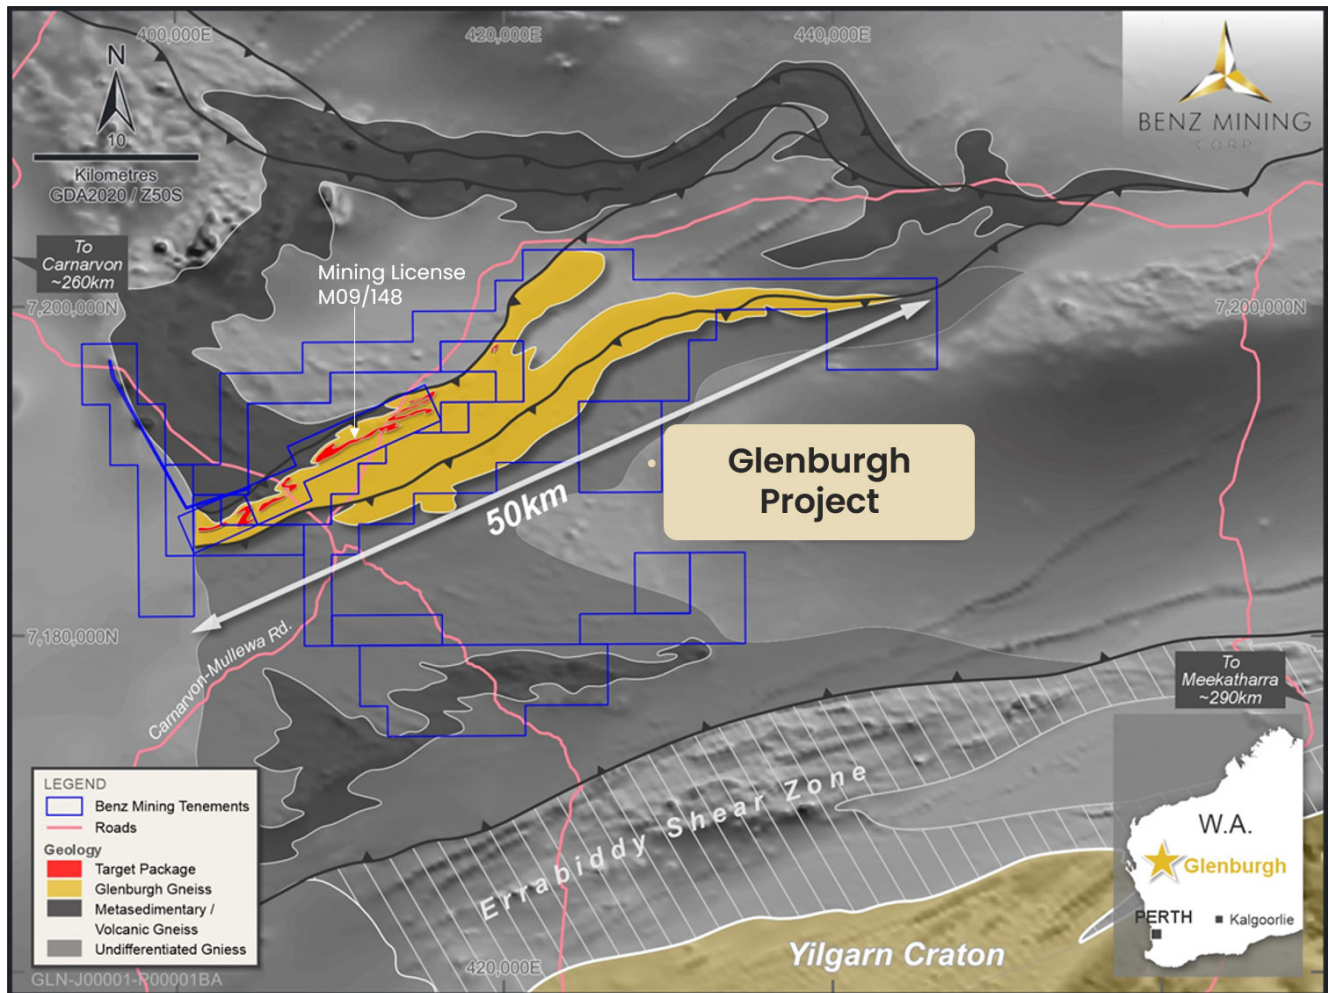 400,000E
420,000E
440,000E
N
10
Kilometres
GDA2020 / Z50S
BENZ MINING
CORP
To
Carnarvon
~260km
Mining License
M09/148
7,200,000N
7,200,000N
Glenburgh
Project
50km
7,180,000N
Carnarvon-Mullewa Rd.
To
Meekatharra
~290km
Errabiddy Shear Zone
Yilgarn Craton
LEGEND
Benz Mining Tenements
Roads
Geology
Target Package
Glenburgh Gneiss
Metasedimentary /
Volcanic Gneiss
Undifferentiated Gniess
GLN-J00001-P00001BA
420,000E
W.A.
Glenburgh
PERTH
Kalgoorlie